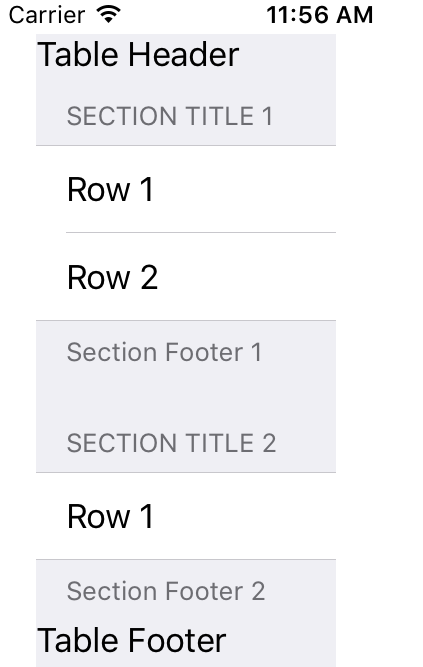 Carrier 11:56 AM
Table Header
SECTION TITLE 1
Row 1
Row 2
Section Footer 1
SECTION TITLE 2
Row 1
Section Footer 2
Table Footer